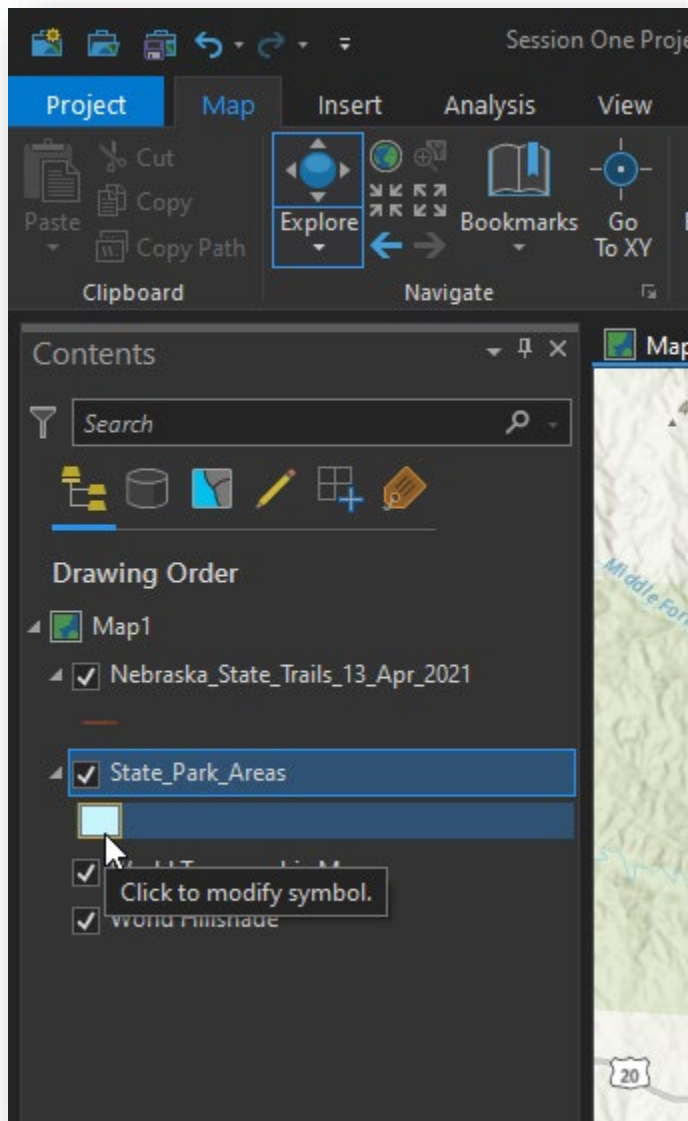 Session One Proje
Project Map Insert Analysis View
Cut
Copy
Paste
Copy Path
Explore
Bookmarks
Go
To XY
Clipboard
Navigate
Contents
Map
Search
Drawing Order
Map1
Nebraska_State_Trails_13_Apr_2021
State_Park_Areas
Click to modify symbol.
World Hillshade
Middle For
20